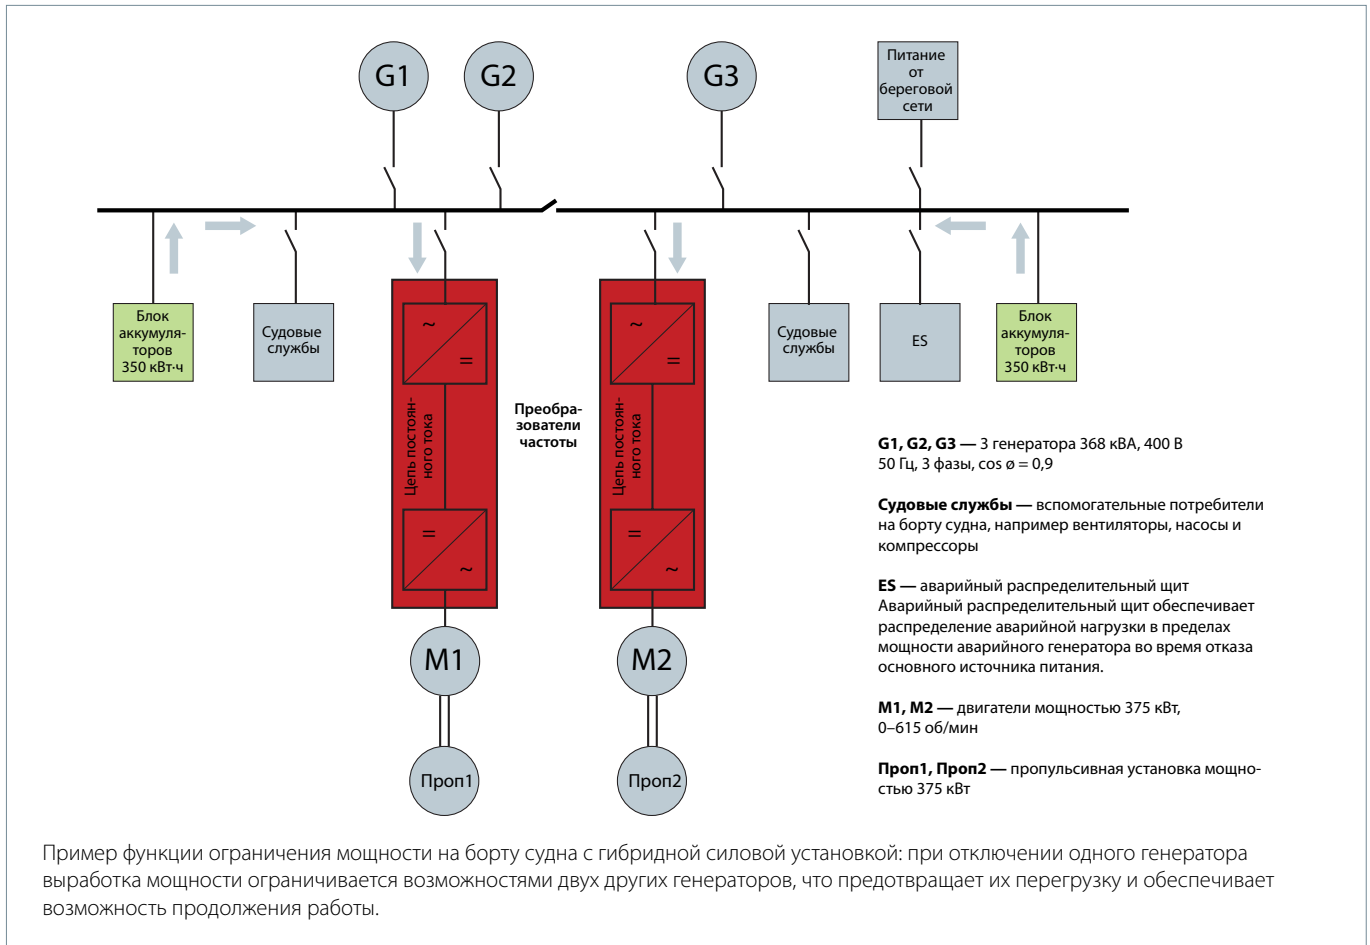 G1
G2
G3
Питание
от
береговой
сети
Блок
аккумуля-
торов
350 кВт·ч
Судовые
службы
~
=
~
=
Судовые
службы
ES
Блок
аккумуля-
торов
350 кВт·ч
Цепь постоян-
ного тока
Преобра-
зователи
частоты
Цепь постоян-
ного тока
=
~
=
~
M1
M2
Проп1
Проп2
G1, G2, G3 — 3 генератора 368 кВА, 400 В
50 Гц, 3 фазы, cos ø = 0,9
Судовые службы — вспомогательные потребители
на борту судна, например вентиляторы, насосы и
компрессоры
ES — аварийный распределительный щит
Аварийный распределительный щит обеспечивает
распределение аварийной нагрузки в пределах
мощности аварийного генератора во время отказа
основного источника питания.
M1, M2 — двигатели мощностью 375 кВт,
0–615 об/мин
Проп1, Проп2 — пропульсивная установка мощно-
стью 375 кВт
Пример функции ограничения мощности на борту судна с гибридной силовой установкой: при отключении одного генератора
выработка мощности ограничивается возможностями двух других генераторов, что предотвращает их перегрузку и обеспечивает
возможность продолжения работы.